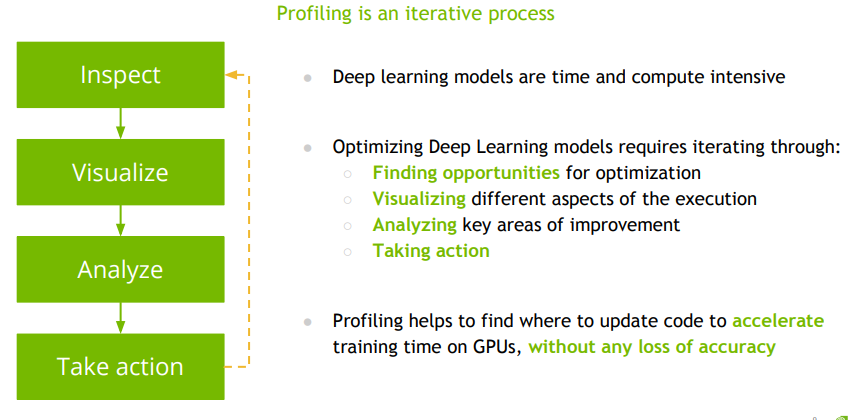 Profiling is an iterative process
Inspect
Visualize
Analyze
Take action
Deep learning models are time and compute intensive
Optimizing Deep Learning models requires iterating through:
Finding opportunities for optimization
Visualizing different aspects of the execution
Analyzing key areas of improvement
Taking action
Profiling helps to find where to update code to accelerate
training time on GPUs, without any loss of accuracy